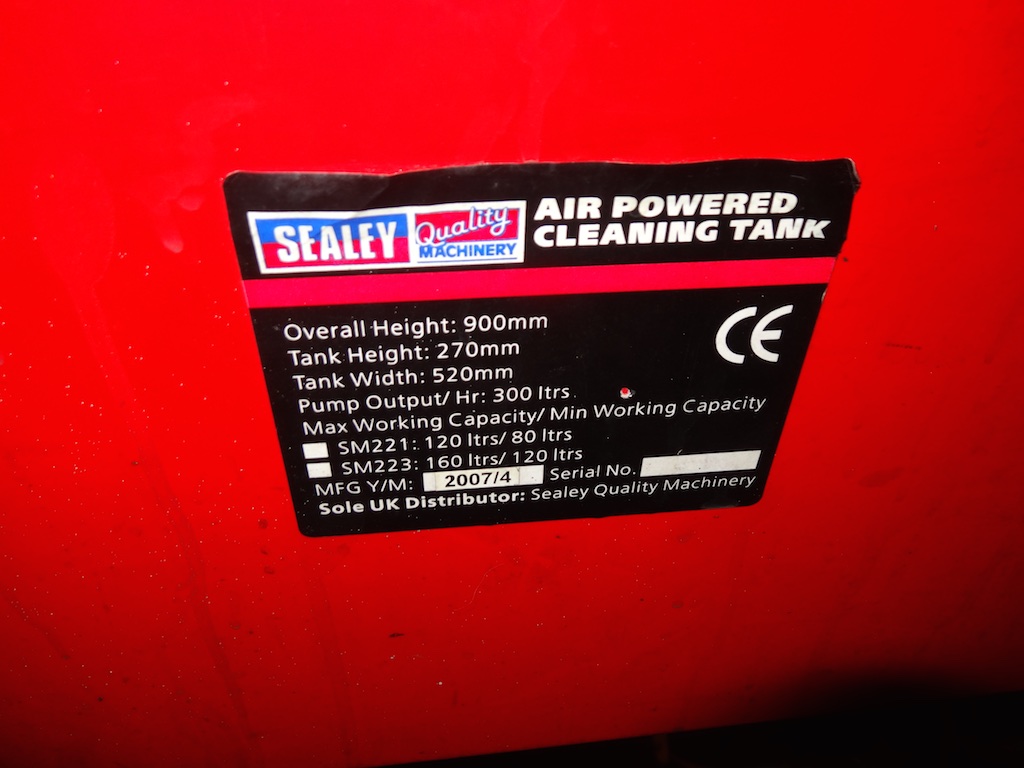 SEALEY Quality MACHINERY
AIR POWERED
CLEANING TANK
CE
Overall Height: 900mm
Tank Height: 270mm
Tank Width: 520mm
Pump Output/ Hr: 300 ltrs
Max Working Capacity/ Min Working Capacity
SM221: 120 ltrs/ 80 ltrs
SM223: 160 ltrs/ 120 ltrs
MFG Y/M: 2007/4 Serial No.
Sole UK Distributor: Sealey Quality Machinery